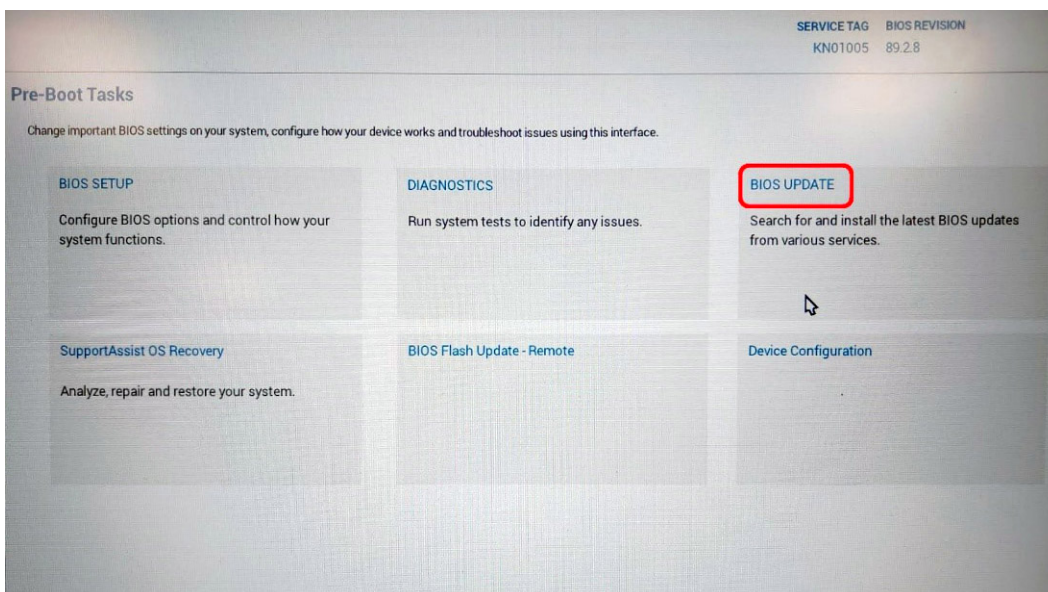 SERVICE TAG BIOS REVISION
KN01005 89.2.8
Pre-Boot Tasks
Change important BIOS settings on your system, configure how your device works and troubleshoot issues using this interface.
BIOS SETUP
Configure BIOS options and control how your
system functions.
DIAGNOSTICS
Run system tests to identify any issues.
BIOS UPDATE
Search for and install the latest BIOS updates
from various services.
SupportAssist OS Recovery
Analyze, repair and restore your system.
BIOS Flash Update - Remote
Device Configuration